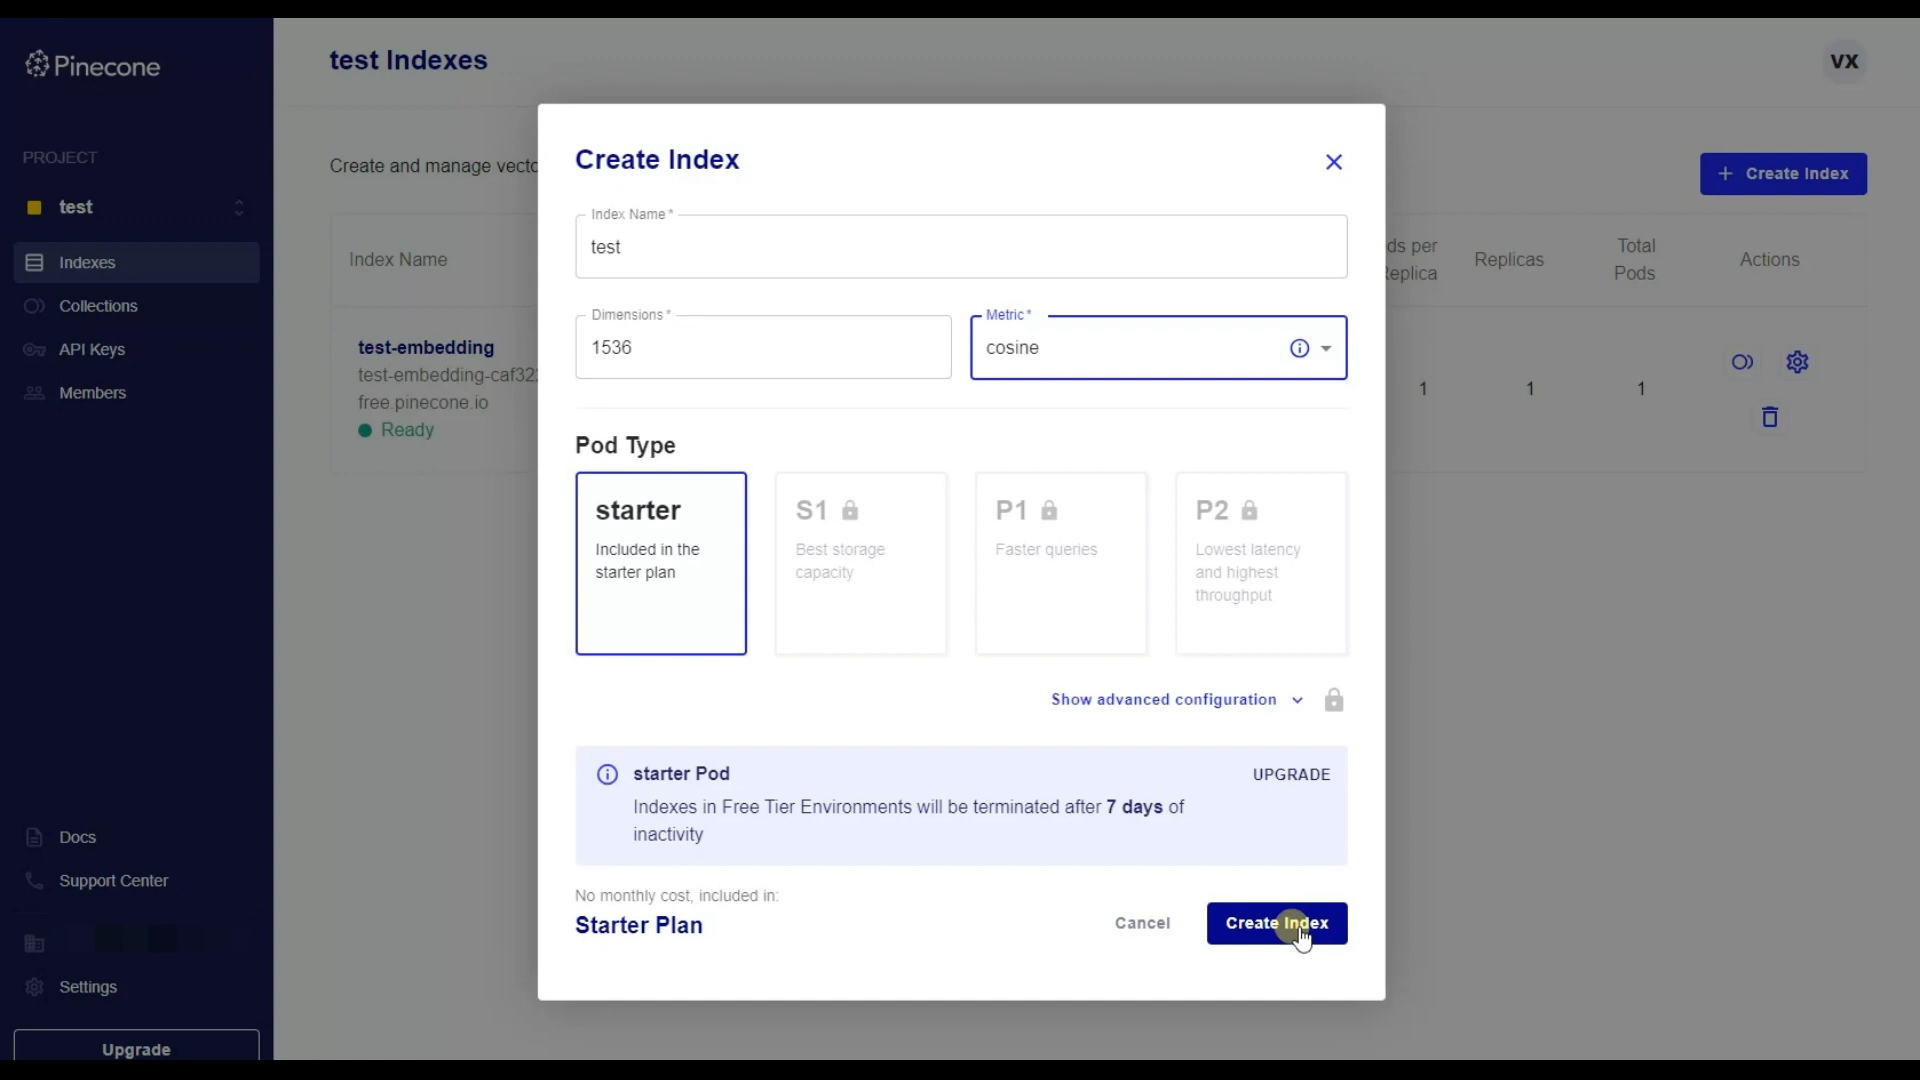 Pinecone
PROJECT
test
Indexes
Collections
API Keys
Members
Docs
Support Center
Settings
Upgrade
test Indexes
VX
Create and manage
Create Index
Index Name
ds per
Replicas
Total
Pods
Actions
test-embedding
test-embedding-caf32
free.pinecone.io
Ready
1
1
1
Create Index
Index Name *
test
Dimensions *
1536
Metric *
cosine
Pod Type
starter
Included in the
starter plan
S1
Best storage
capacity
P1
Faster queries
P2
Lowest latency
and highest
throughput
Show advanced configuration
starter Pod
UPGRADE
Indexes in Free Tier Environments will be terminated after 7 days of
inactivity
No monthly cost, included in:
Starter Plan
Cancel
Create Index